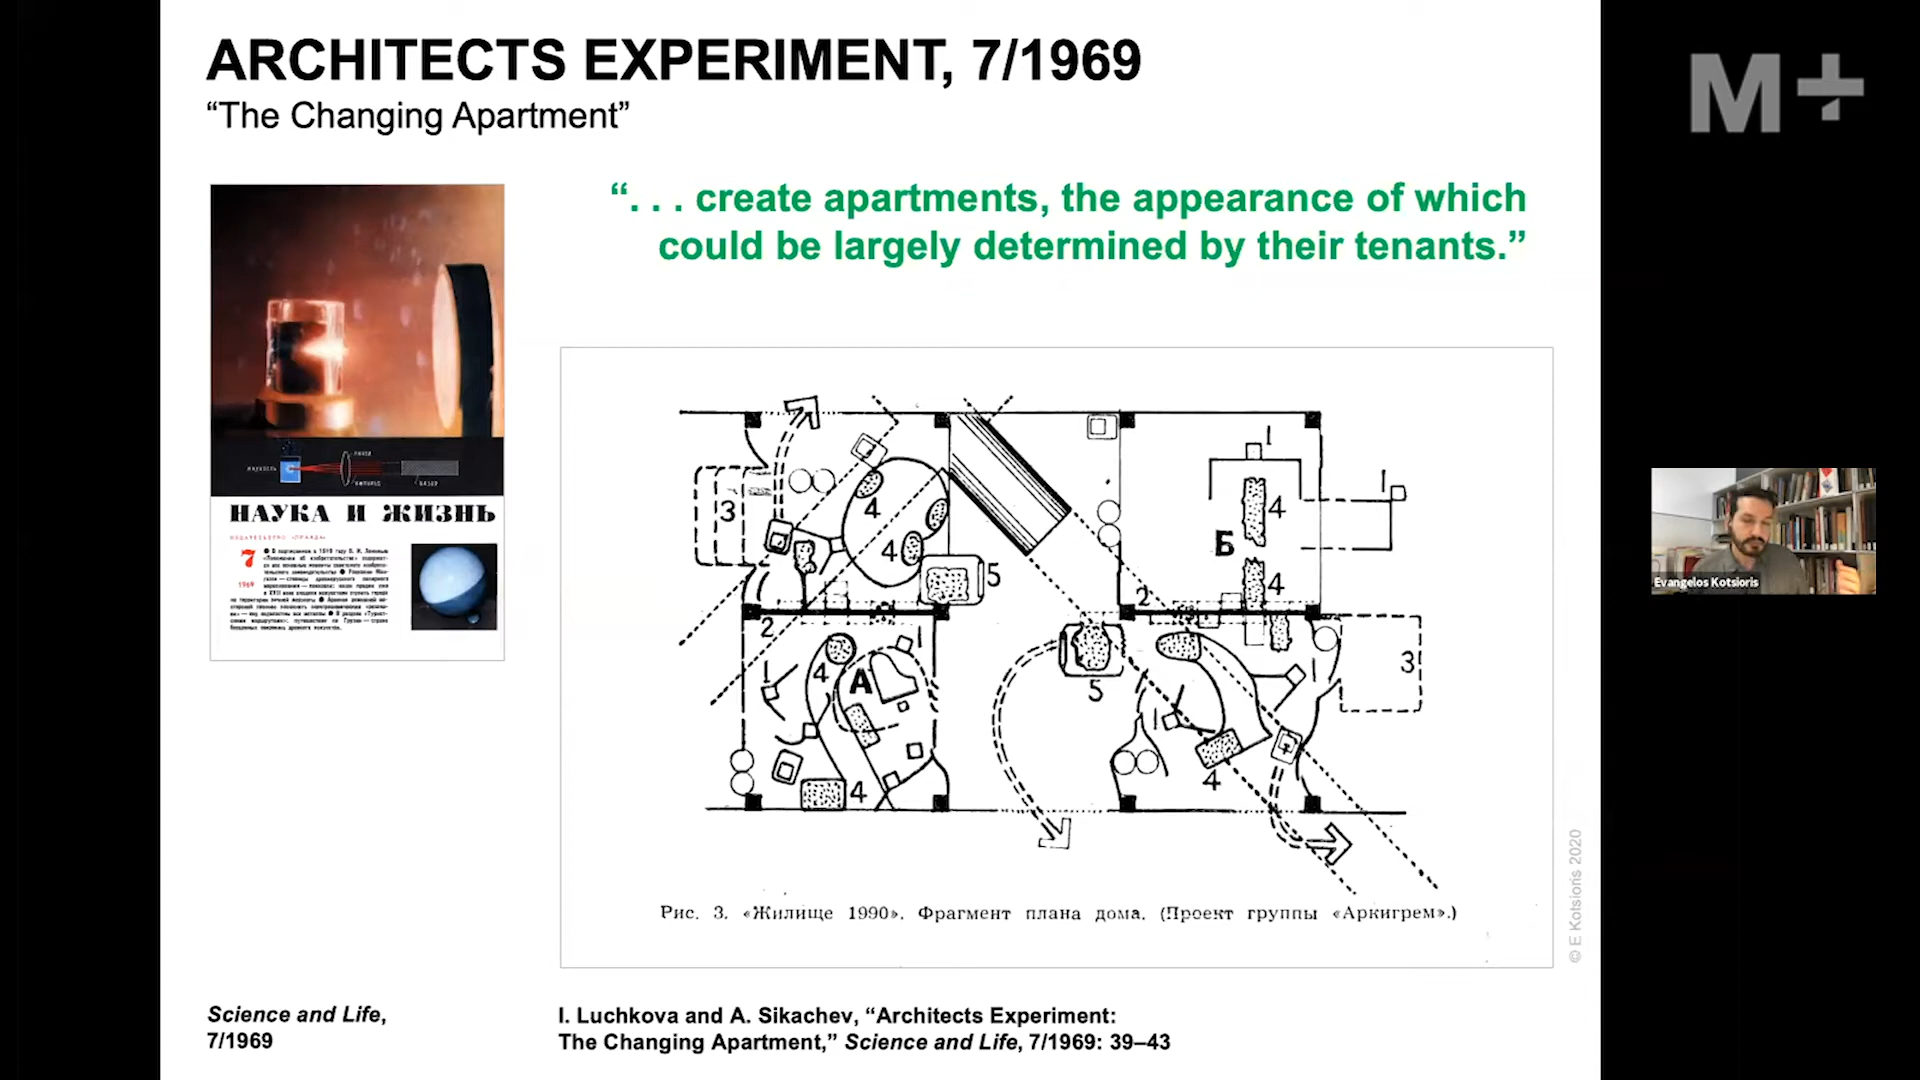 ARCHITECTS EXPERIMENT, 7/1969
“The Changing Apartment”
M+
“. . . create apartments, the appearance of which
could be largely determined by their tenants.”
НАУКА И ЖИЗНЬ
ИЗДАТЕЛЬСТВО «ПРАВДА»
7
1969
3
4
4
5
1
4
Б
4
1
2
2
1
4
А
4
5
1
4
3
Рис. 3. «Жилище 1990». Фрагмент плана дома. (Проект группы «Аркигрем».)
© E Kotsioris 2020
Evangelos Kotsioris
Science and Life,
7/1969
I. Luchkova and A. Sikachev, “Architects Experiment:
The Changing Apartment,” Science and Life, 7/1969: 39–43